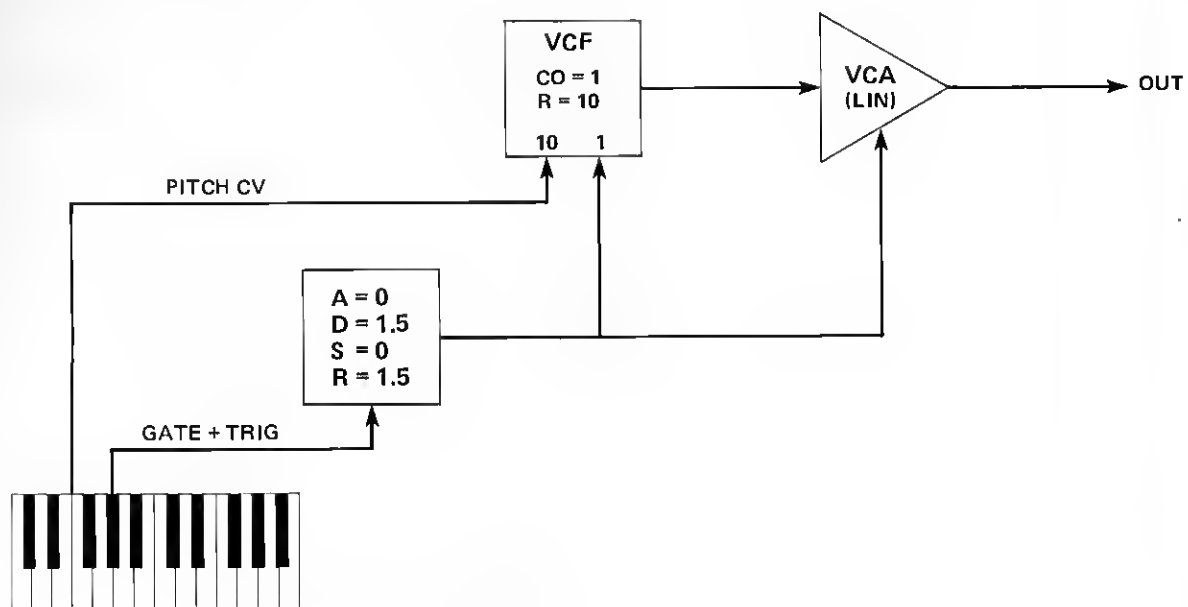 VCF
CO = 1
R = 10
10 1
VCA
(LIN)
OUT
PITCH CV
A = 0
D = 1.5
S = 0
R = 1.5
GATE + TRIG